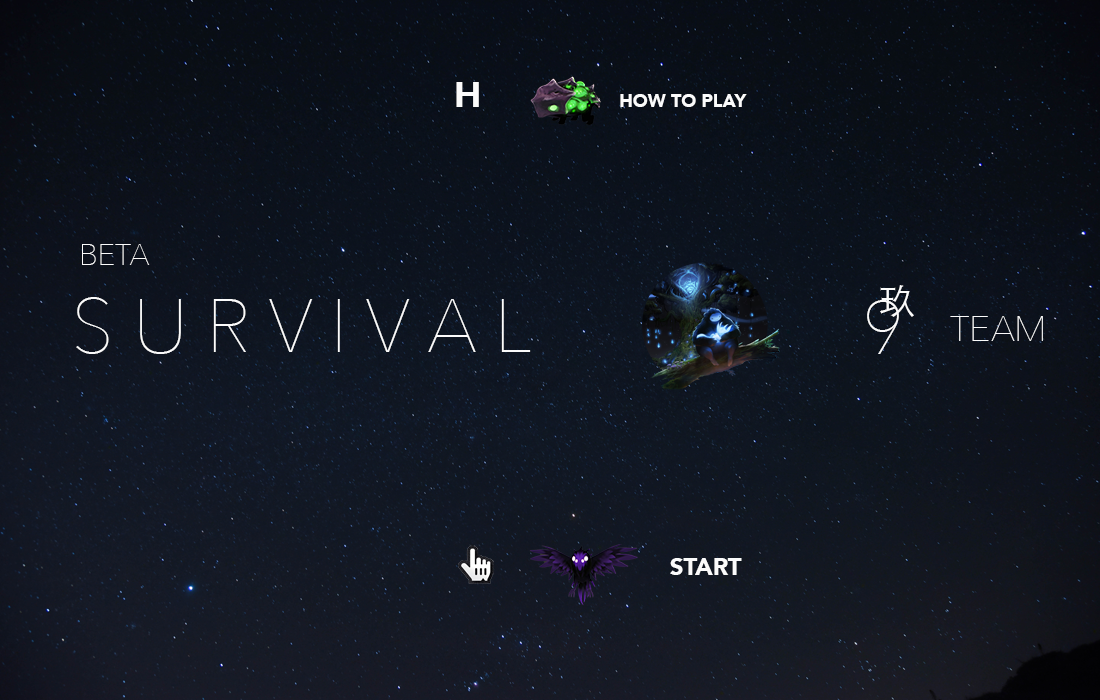 H HOW TO PLAY
BETA
SURVIVAL
玖
9 TEAM
START